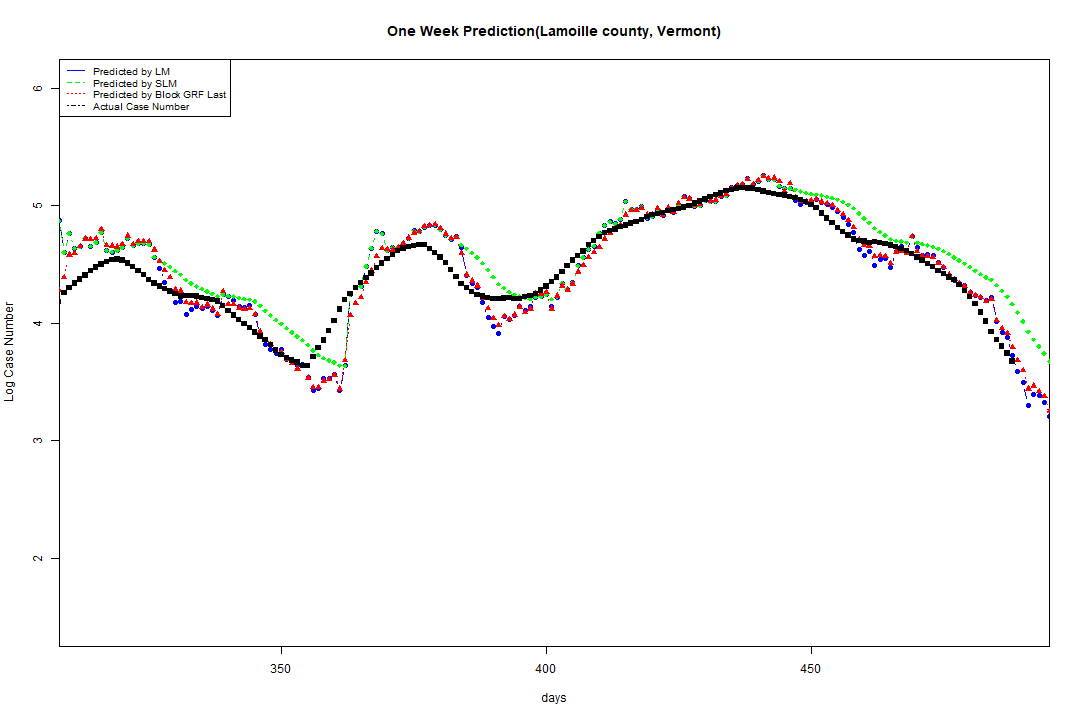 One Week Prediction(Lamoille county, Vermont)
Predicted by LM
Predicted by SLM
Predicted by Block GRF Last
Actual Case Number
6
5
4
3
2
Log Case Number
350
400
450
days